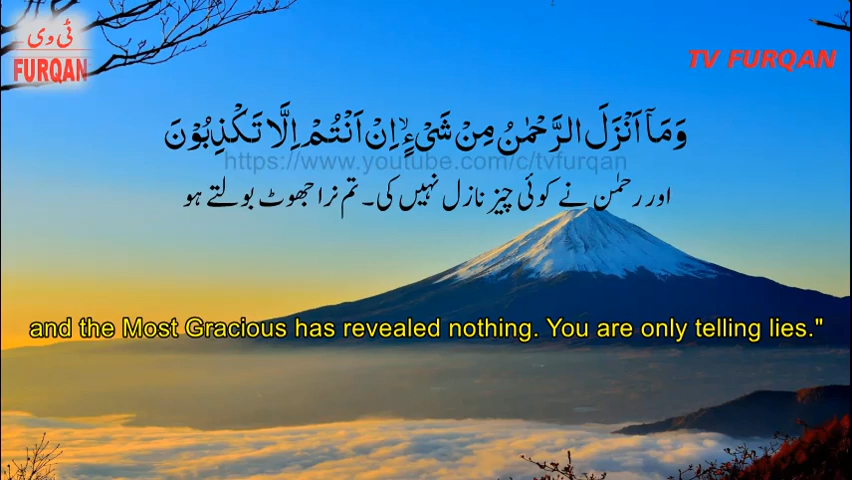 ٹی وی
FURQAN
TV FURQAN
وَمَآ اَنْزَلَ الرَّحْمٰنُ مِنْ شَیْءٍ ۙ اِنْ اَنْتُمْ اِلَّا تَکْذِبُوْنَ
https://www.youtube.com/c/tvfurqan
اور رحمٰن نے کوئی چیز نازل نہیں کی۔ تم نرا جھوٹ بولتے ہو
and the Most Gracious has revealed nothing. You are only telling lies."